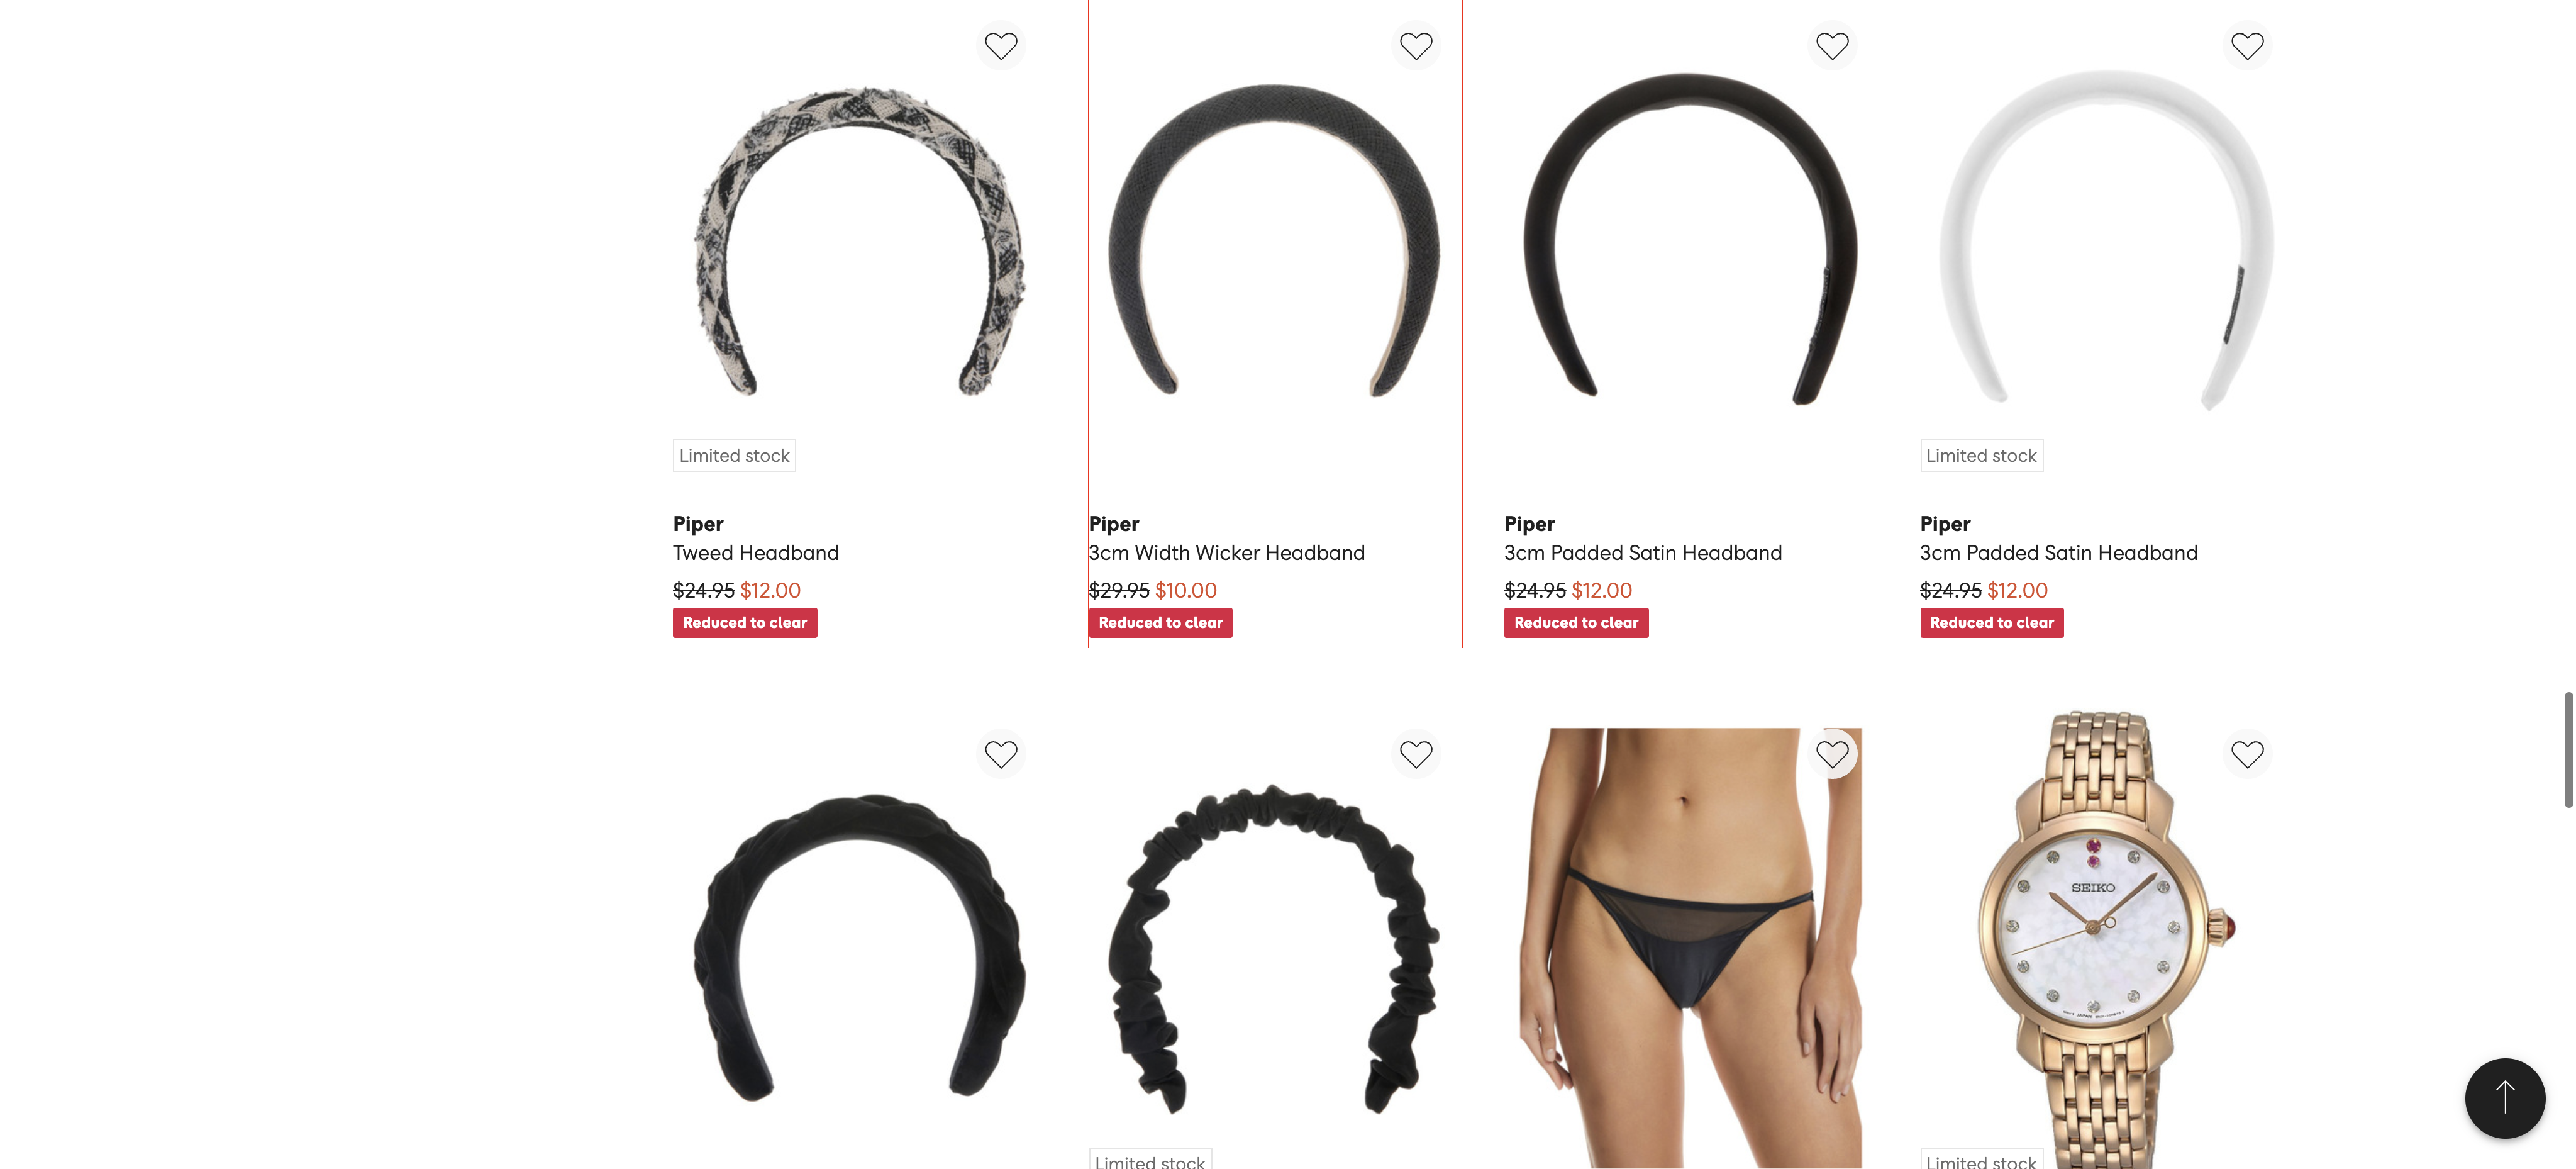 Limited stock
Limited stock
Piper
Tweed Headband
$24.95 $12.00
Reduced to clear
Piper
3cm Width Wicker Headband
$29.95 $10.00
Reduced to clear
Piper
3cm Padded Satin Headband
$24.95 $12.00
Reduced to clear
Piper
3cm Padded Satin Headband
$24.95 $12.00
Reduced to clear
SEIKO
Limited stock
Limited stock